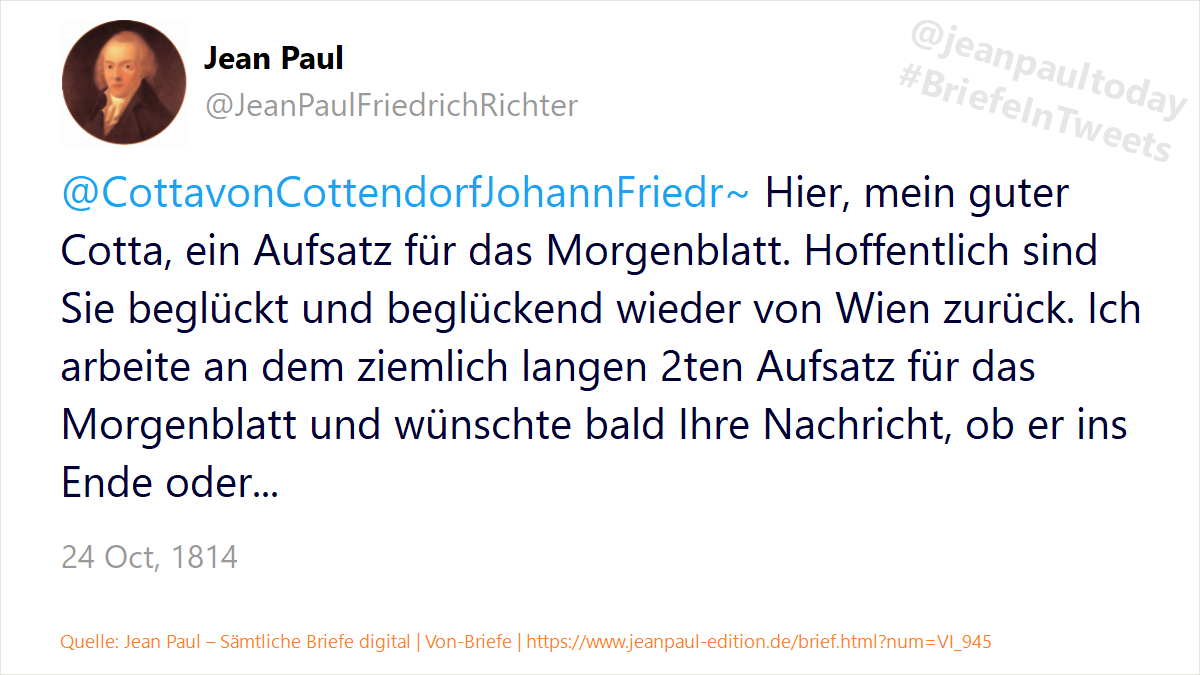 Jean Paul
@JeanPaulFriedrichRichter
@jeanpaultoday
#BriefeInTweets
@CottavonCottendorfJohannFriedr~ Hier, mein guter
Cotta, ein Aufsatz für das Morgenblatt. Hoffentlich sind
Sie beglückt und beglückend wieder von Wien zurück. Ich
arbeite an dem ziemlich langen 2ten Aufsatz für das
Morgenblatt und wünschte bald Ihre Nachricht, ob er ins
Ende oder...
24 Oct, 1814
Quelle: Jean Paul – Sämtliche Briefe digital | Von-Briefe | https://www.jeanpaul-edition.de/brief.html?num=VI_945